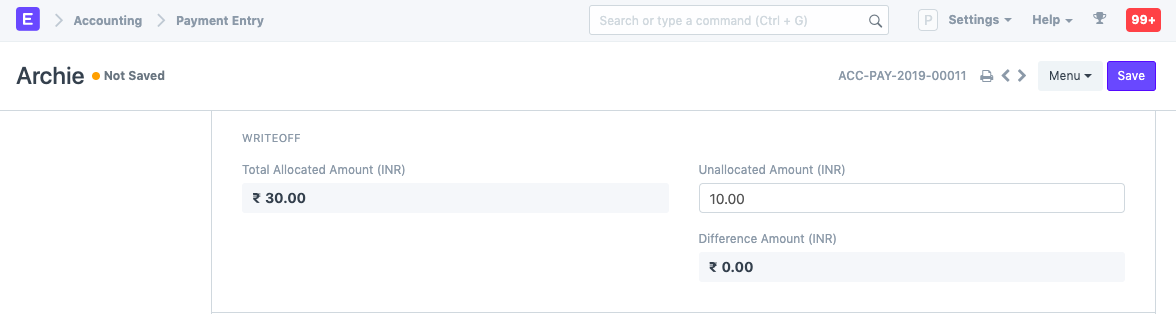 E Accounting Payment Entry Search or type a command (Ctrl + G) P Settings Help 99+
Archie Not Saved ACC-PAY-2019-00011 Menu Save
WRITEOFF
Total Allocated Amount (INR) Unallocated Amount (INR)
₹ 30.00 10.00
Difference Amount (INR)
₹ 0.00